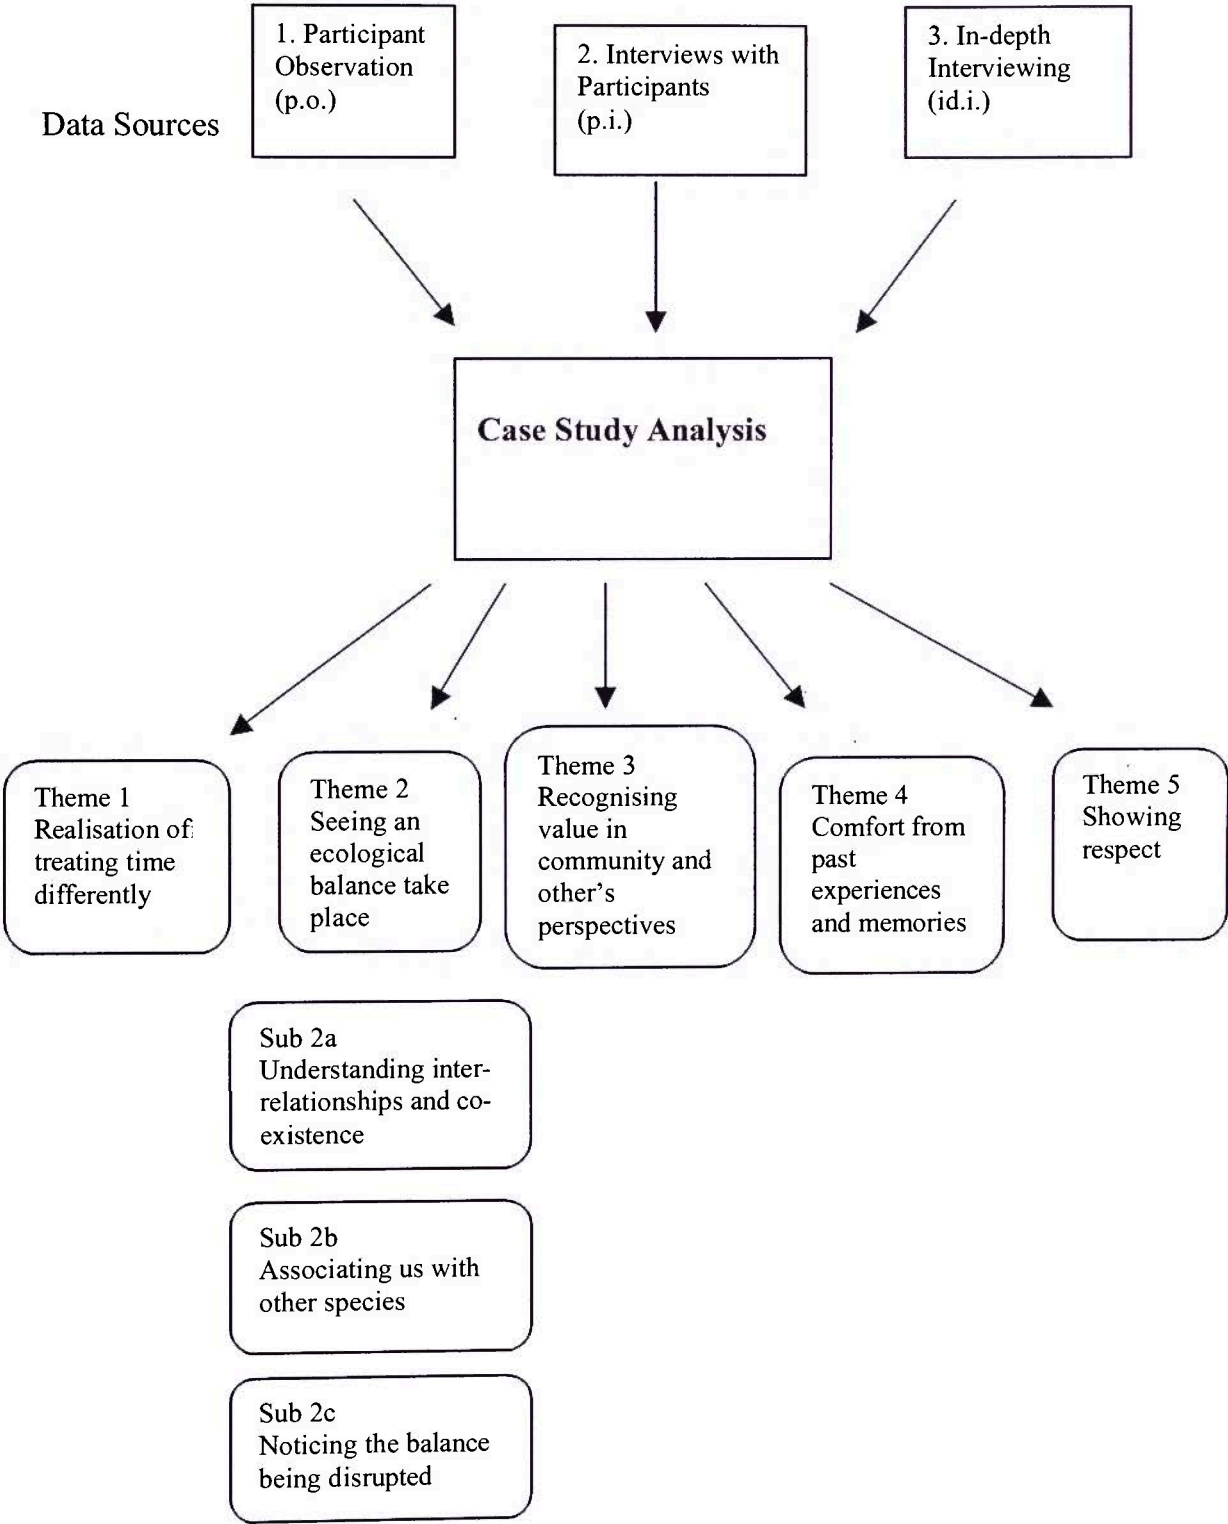 Data Sources
1. Participant
Observation
(p.o.)
2. Interviews with
Participants
(p.i.)
3. In-depth
Interviewing
(id.i.)
Case Study Analysis
Theme 1
Realisation of
treating time
differently
Theme 2
Seeing an
ecological
balance take
place
Theme 3
Recognising
value in
community and
other's
perspectives
Theme 4
Comfort from
past
experiences
and memories
Theme 5
Showing
respect
Sub 2a
Understanding inter-
relationships and co-
existence
Sub 2b
Associating us with
other species
Sub 2c
Noticing the balance
being disrupted